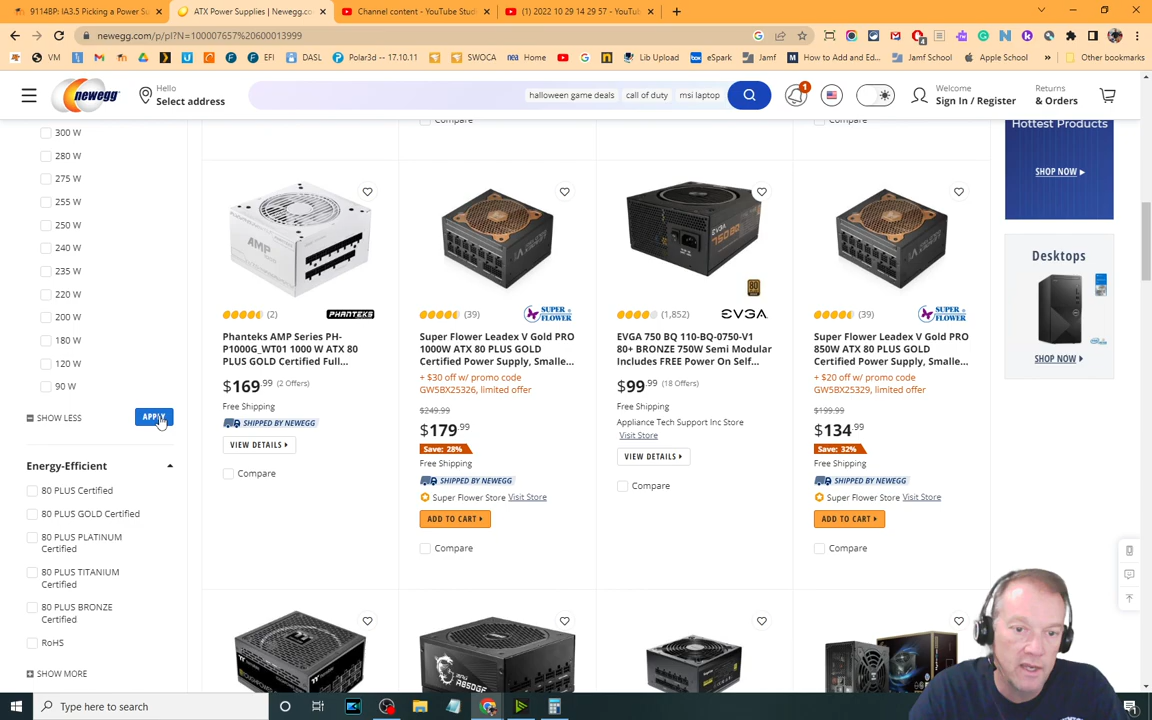 91148P: IA3.5 Picking a Power Su
ATX Power Supplies | Newegg.co
Channel content - YouTube Studi
(1) 2022 10 29 14 29 57 - YouTu
newegg.com/p/pl?N=100007657%20600013999
VM
DASL
Polar3d -- 17.10.11
SWOCA
Home
Lib Upload
eSpark
Jamf
How to Add and Ed...
Jamf School
Apple School
Other bookmarks
newegg
Hello
Select address
halloween game deals
call of duty
msi laptop
1
Welcome
Sign In / Register
Returns
& Orders
300 W
280 W
275 W
255 W
250 W
240 W
235 W
220 W
200 W
180 W
120 W
90 W
SHOW LESS
APPLY
Energy-Efficient
80 PLUS Certified
80 PLUS GOLD Certified
80 PLUS PLATINUM
Certified
80 PLUS TITANIUM
Certified
80 PLUS BRONZE
Certified
RoHS
SHOW MORE
Compare
Compare
(2)
PHANTEKS
Phanteks AMP Series PH-
P1000G_WT01 1000 W ATX 80
PLUS GOLD Certified Full...
$169.99 (2 Offers)
Free Shipping
SHIPPED BY NEWEGG
VIEW DETAILS
Compare
(39)
SUPER
FLOWER
Super Flower Leadex V Gold PRO
1000W ATX 80 PLUS GOLD
Certified Power Supply, Smalle...
+ $30 off w/ promo code
GW5BX25326, limited offer
$249.99
$179.99
Save: 28%
Free Shipping
SHIPPED BY NEWEGG
Super Flower Store Visit Store
ADD TO CART
Compare
(1,852)
EVGA
EVGA 750 BQ 110-BQ-0750-V1
80+ BRONZE 750W Semi Modular
Includes FREE Power On Self...
$99.99 (18 Offers)
Free Shipping
Appliance Tech Support Inc Store
Visit Store
VIEW DETAILS
Compare
(39)
SUPER
FLOWER
Super Flower Leadex V Gold PRO
850W ATX 80 PLUS GOLD
Certified Power Supply, Smalle...
+ $20 off w/ promo code
GW5BX25329, limited offer
$199.99
$134.99
Save: 32%
Free Shipping
SHIPPED BY NEWEGG
Super Flower Store Visit Store
ADD TO CART
Compare
Hottest Products
SHOP NOW
Desktops
SHOP NOW
Type here to search